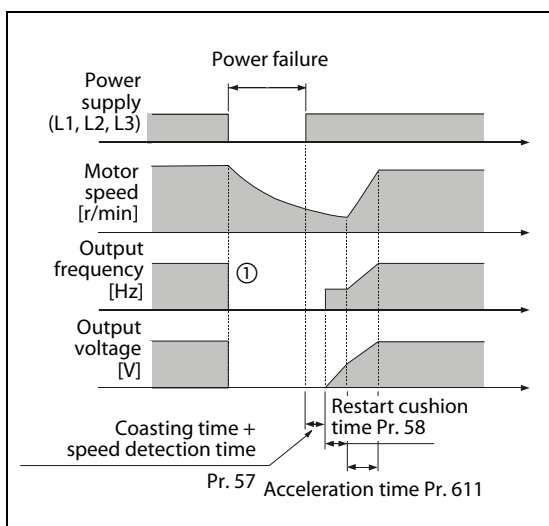 Power failure
Power
supply
(L1, L2, L3)
Motor
speed
[r/min]
Output
frequency
[Hz]
①
Output
voltage
[V]
Coasting time +
speed detection time
Pr. 57
Restart cushion
time Pr. 58
Acceleration time Pr. 611